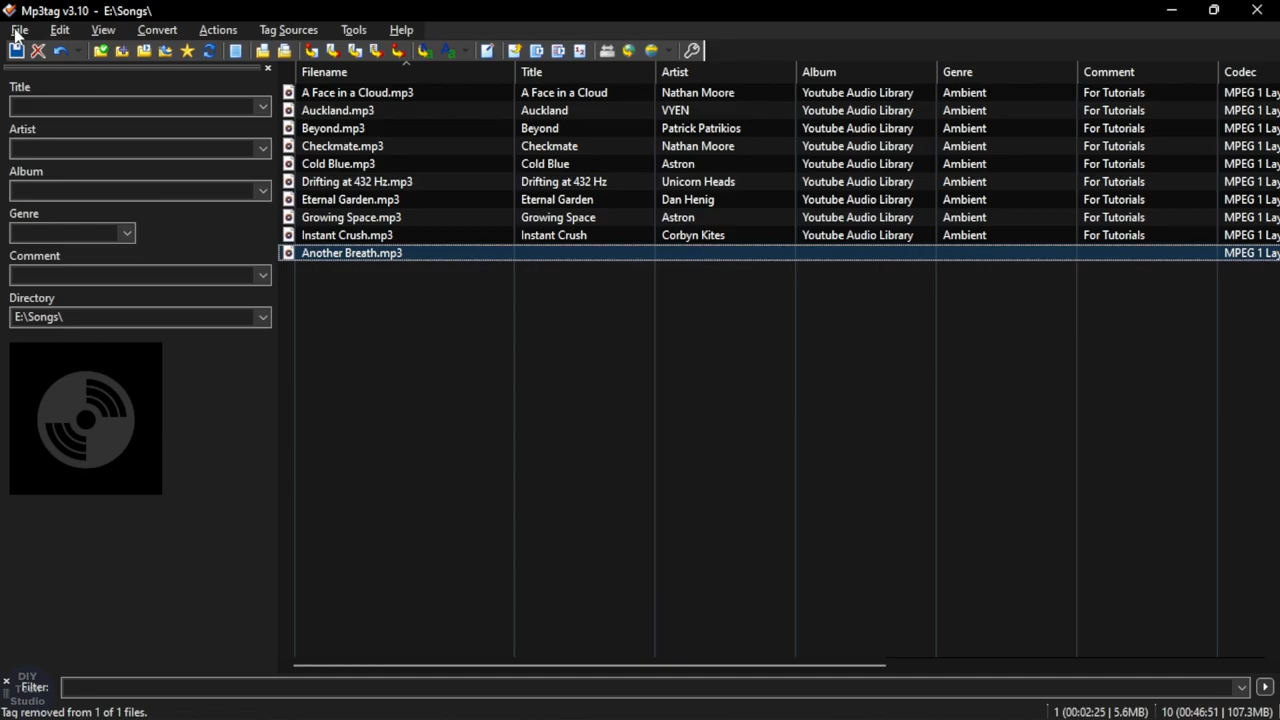 Mp3tag v3.10 - E:\Songs\
File Edit View Convert Actions Tag Sources Tools Help
Title
Artist
Album
Genre
Comment
Directory
E:\Songs\
Filename Title Artist Album Genre Comment Codec
A Face in a Cloud.mp3 A Face in a Cloud Nathan Moore Youtube Audio Library Ambient For Tutorials MPEG 1 Lay
Auckland.mp3 Auckland VYEN Youtube Audio Library Ambient For Tutorials MPEG 1 Lay
Beyond.mp3 Beyond Patrick Patrikios Youtube Audio Library Ambient For Tutorials MPEG 1 Lay
Checkmate.mp3 Checkmate Nathan Moore Youtube Audio Library Ambient For Tutorials MPEG 1 Lay
Cold Blue.mp3 Cold Blue Astron Youtube Audio Library Ambient For Tutorials MPEG 1 Lay
Drifting at 432 Hz.mp3 Drifting at 432 Hz Unicorn Heads Youtube Audio Library Ambient For Tutorials MPEG 1 Lay
Eternal Garden.mp3 Eternal Garden Dan Henig Youtube Audio Library Ambient For Tutorials MPEG 1 Lay
Growing Space.mp3 Growing Space Astron Youtube Audio Library Ambient For Tutorials MPEG 1 Lay
Instant Crush.mp3 Instant Crush Corbyn Kites Youtube Audio Library Ambient For Tutorials MPEG 1 Lay
Another Breath.mp3 MPEG 1 Lay
DIY
Filter:
Studio
Tag removed from 1 of 1 files. 1 (00:02:25 | 5.6MB) 10 (00:46:51 | 107.3MB)